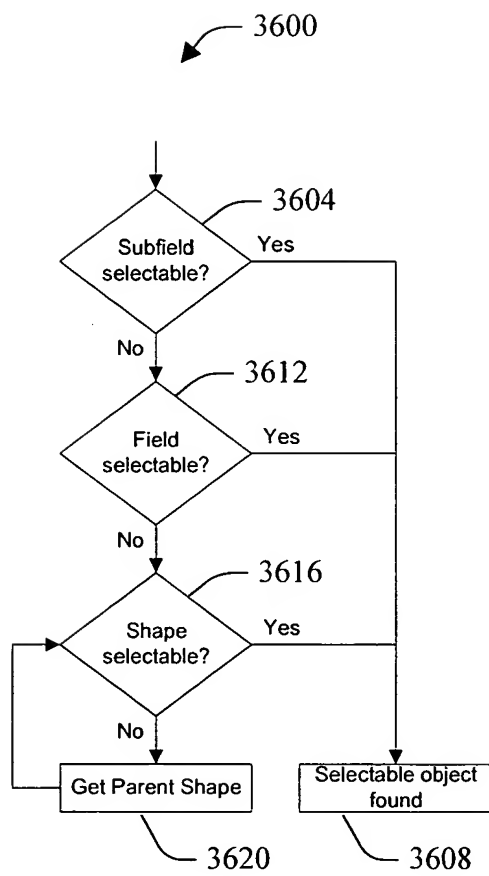 3600
3604
Subfield
selectable?
Yes
No
3612
Field
selectable?
Yes
No
3616
Shape
selectable?
Yes
No
Get Parent Shape
Selectable object
found
3620
3608